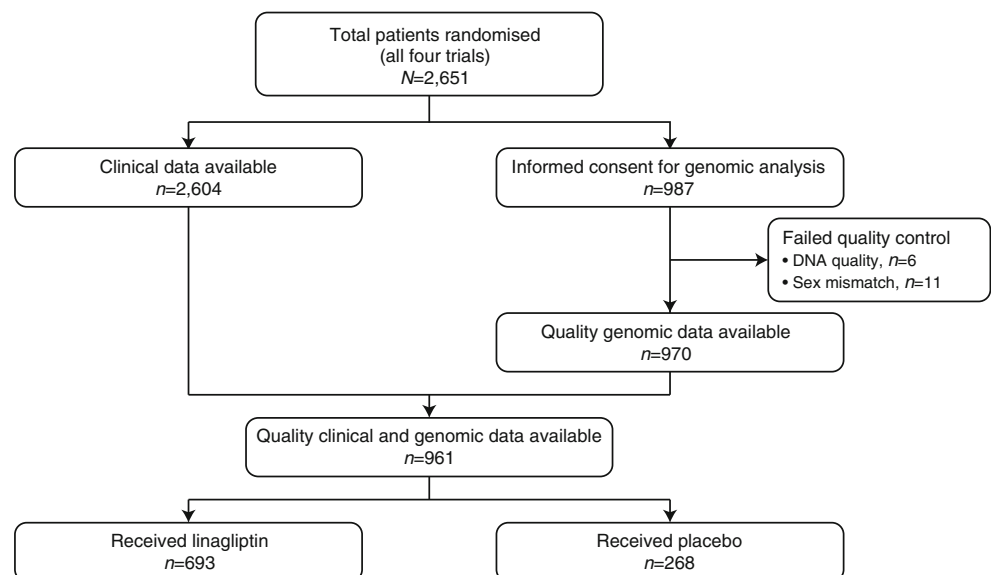 Total patients randomised
(all four trials)
N=2,651
Clinical data available
n=2,604
Informed consent for genomic analysis
n=987
Failed quality control
• DNA quality, n=6
• Sex mismatch, n=11
Quality genomic data available
n=970
Quality clinical and genomic data available
n=961
Received linagliptin
n=693
Received placebo
n=268